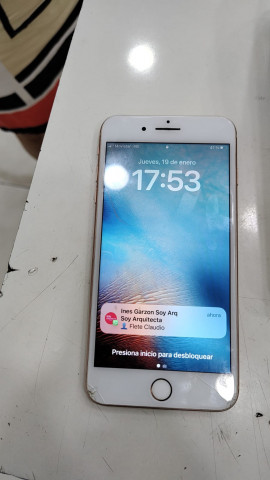 Jueves, 19 de enero
17:53
Ines Garzon Soy Arq
ahora
Soy Arquitecta
Flete Claudio
Presiona inicio para desbloquear